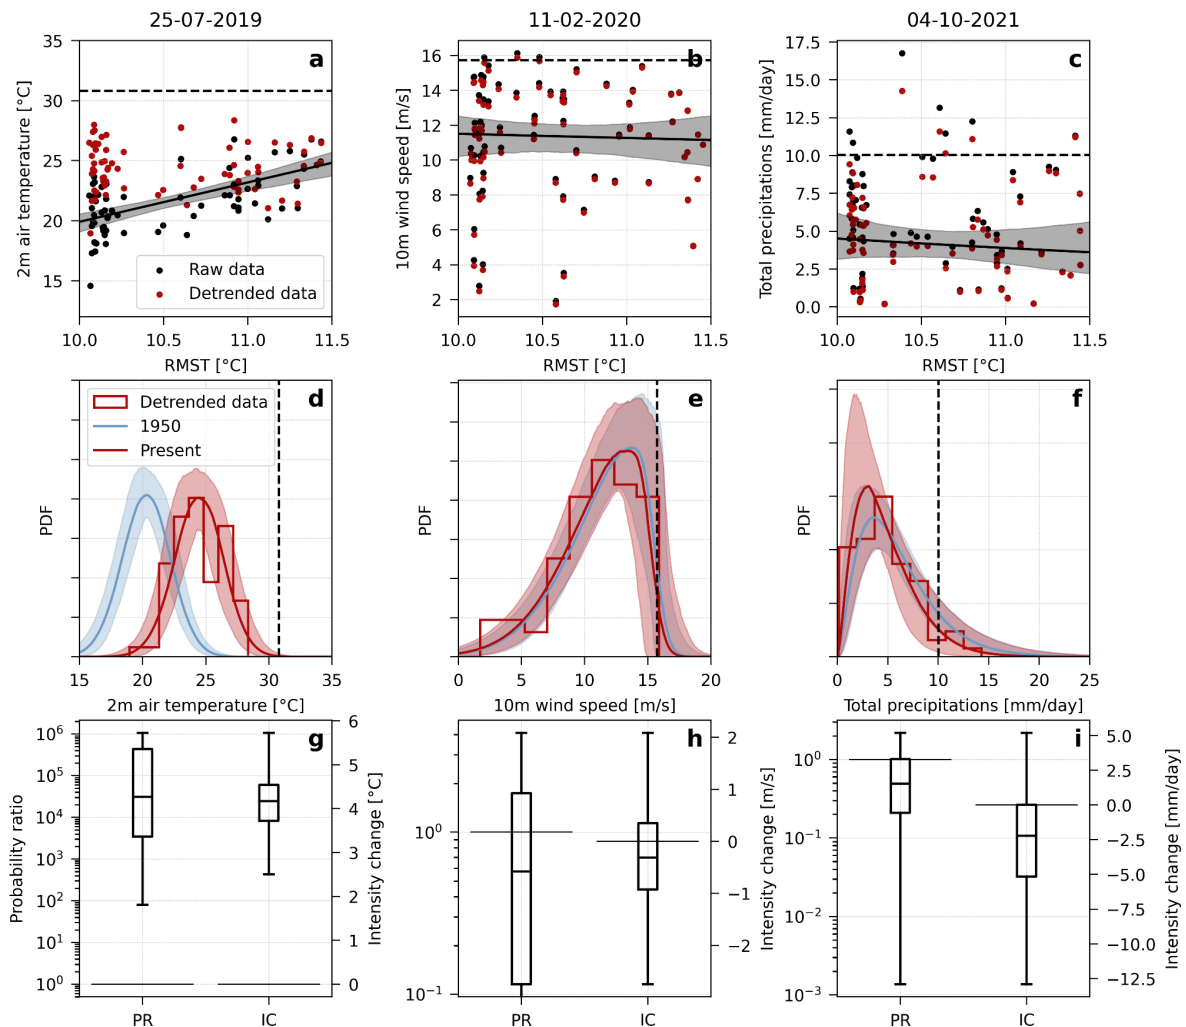 25-07-2019
11-02-2020
04-10-2021
a
35
30
25
20
15
2m air temperature [°C]
Raw data
Detrended data
10.0 10.5 11.0 11.5
RMST [°C]
b
16
14
12
10
8
6
4
2
10m wind speed [m/s]
10.0 10.5 11.0 11.5
RMST [°C]
c
17.5
15.0
12.5
10.0
7.5
5.0
2.5
0.0
Total precipitations [mm/day]
10.0 10.5 11.0 11.5
RMST [°C]
d
Detrended data
1950
Present
PDF
15 20 25 30 35
2m air temperature [°C]
e
PDF
0 5 10 15 20
10m wind speed [m/s]
f
PDF
0 5 10 15 20 25
Total precipitations [mm/day]
g
10⁶
10⁵
10⁴
10³
10²
10¹
10⁰
Probability ratio
6
5
4
3
2
1
0
Intensity change [°C]
PR IC
h
10⁰
10⁻¹
2
1
0
−1
−2
Intensity change [m/s]
PR IC
i
10⁰
10⁻¹
10⁻²
10⁻³
5.0
2.5
0.0
−2.5
−5.0
−7.5
−10.0
−12.5
Intensity change [mm/day]
PR IC